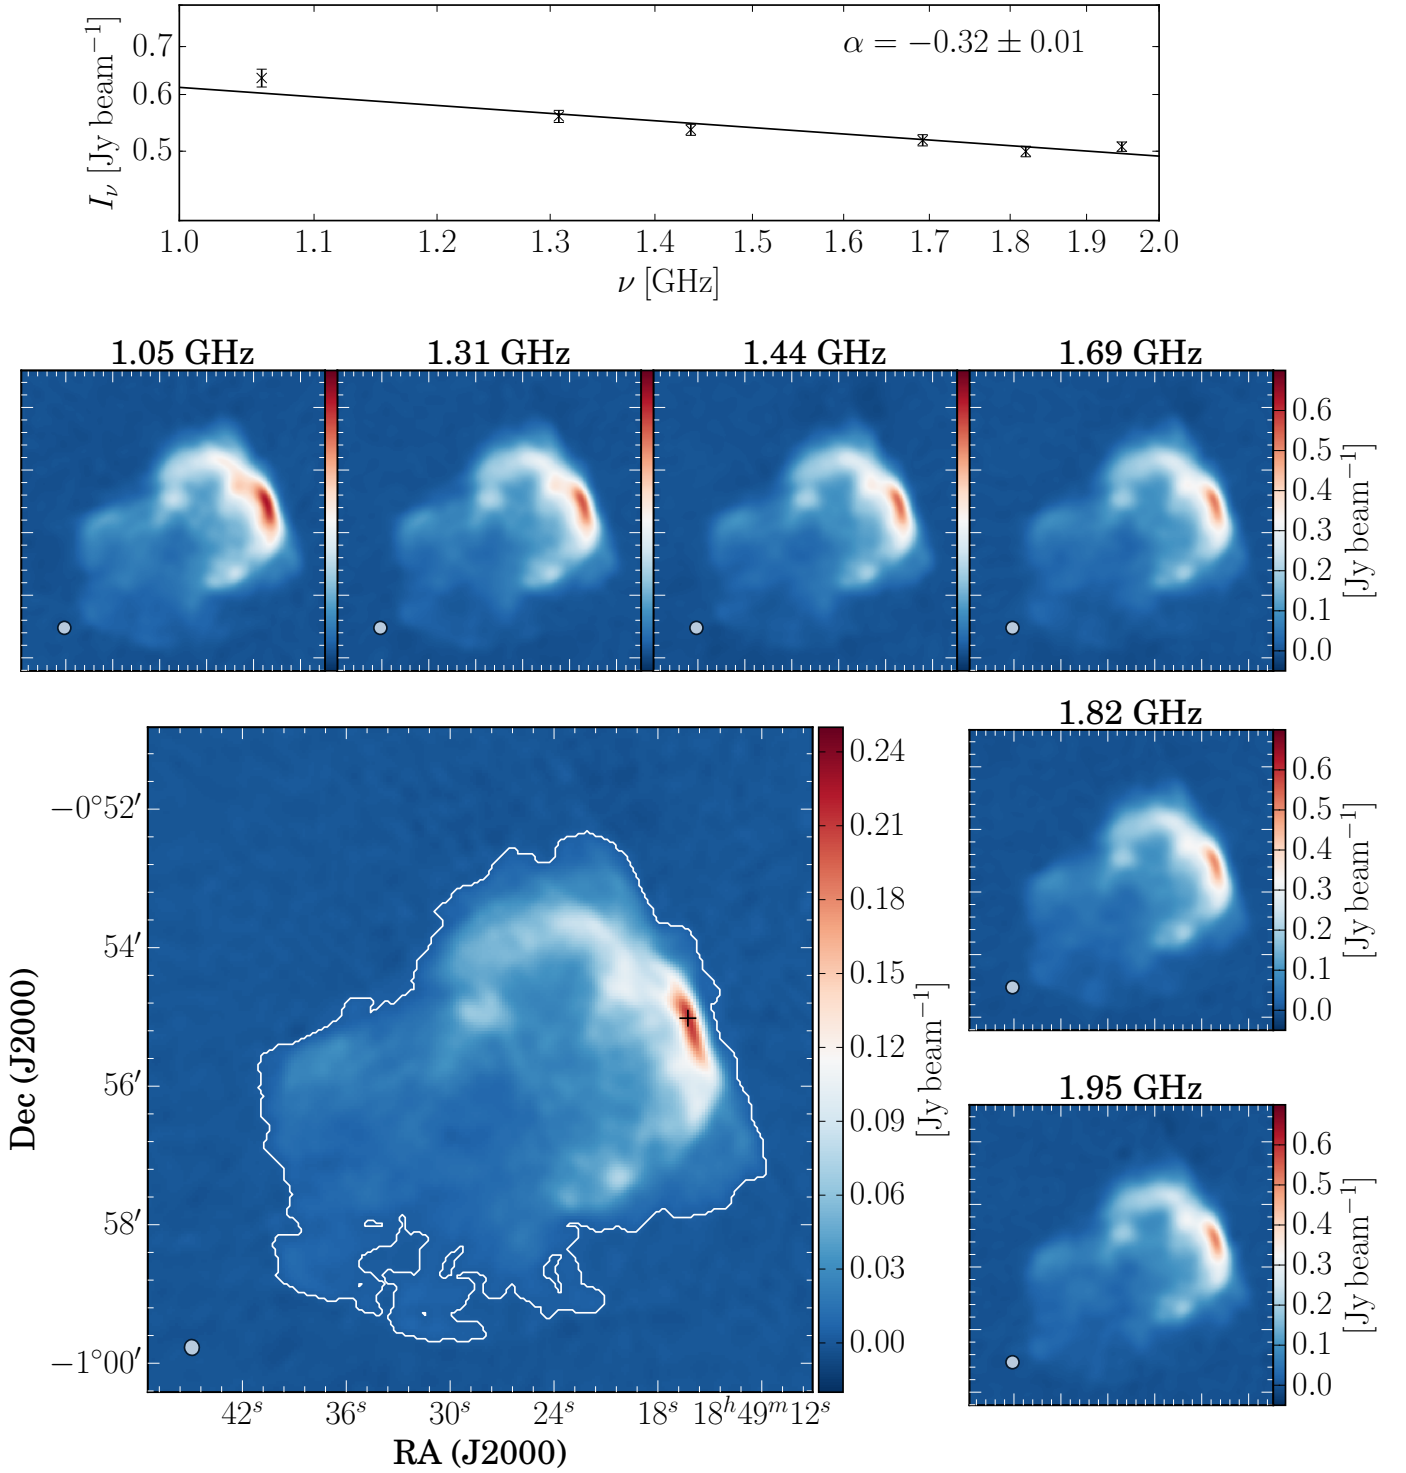 α = −0.32 ± 0.01
0.7
0.6
0.5
I_ν [Jy beam⁻¹]
1.0 1.1 1.2 1.3 1.4 1.5 1.6 1.7 1.8 1.9 2.0
ν [GHz]
1.05 GHz 1.31 GHz 1.44 GHz 1.69 GHz
0.6
0.5
0.4
0.3
0.2
0.1
0.0
[Jy beam⁻¹]
−0°52′
54′
56′
58′
−1°00′
Dec (J2000)
42ˢ 36ˢ 30ˢ 24ˢ 18ˢ 18ʰ49ᵐ12ˢ
RA (J2000)
0.24
0.21
0.18
0.15
0.12
0.09
0.06
0.03
0.00
[Jy beam⁻¹]
1.82 GHz
0.6
0.5
0.4
0.3
0.2
0.1
0.0
[Jy beam⁻¹]
1.95 GHz
0.6
0.5
0.4
0.3
0.2
0.1
0.0
[Jy beam⁻¹]